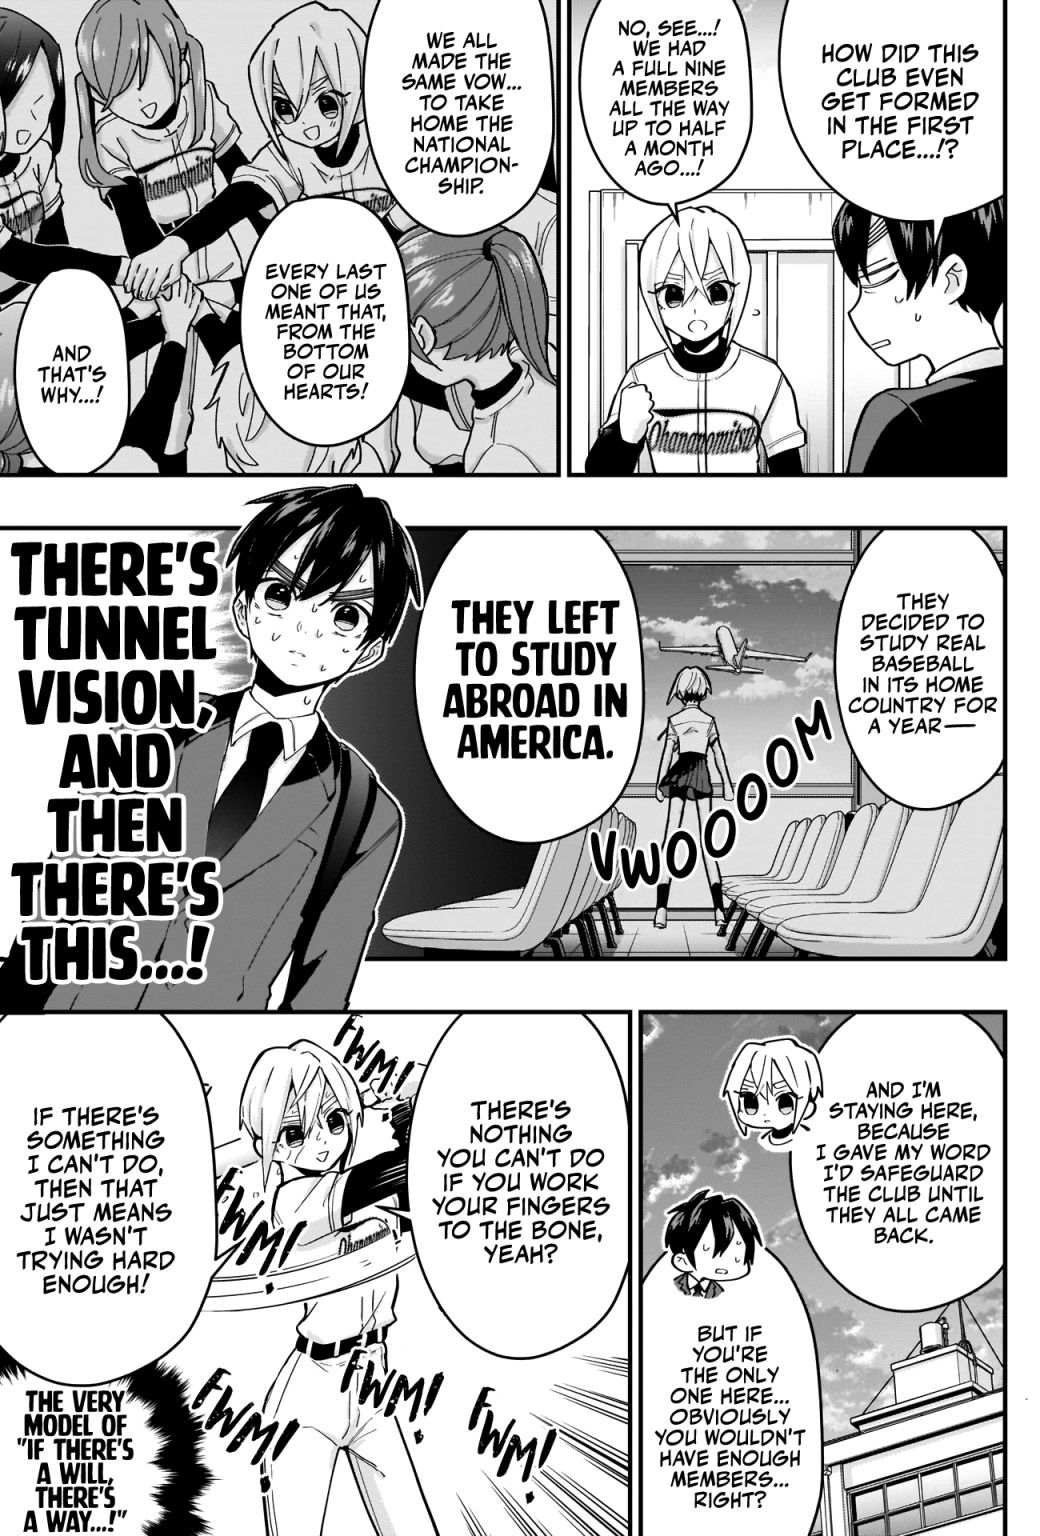 HOW DID THIS
CLUB EVEN
GET FORMED
IN THE FIRST
PLACE...!?
NO, SEE...!
WE HAD
A FULL NINE
MEMBERS
ALL THE WAY
UP TO HALF
A MONTH
AGO...!
Ohananomitsu
WE ALL
MADE THE
SAME VOW...
TO TAKE
HOME THE
NATIONAL
CHAMPION-
SHIP.
Ohananomitsu
Ohananomitsu
EVERY LAST
ONE OF US
MEANT THAT,
FROM THE
BOTTOM
OF OUR
HEARTS!
AND
THAT'S
WHY...!
THEY
DECIDED TO
STUDY REAL
BASEBALL
IN ITS HOME
COUNTRY FOR
A YEAR—
VWOOOOM
THEY LEFT
TO STUDY
ABROAD IN
AMERICA.
THERE'S
TUNNEL
VISION,
AND
THEN
THERE'S
THIS...!
AND I'M
STAYING HERE,
BECAUSE
I GAVE MY WORD
I'D SAFEGUARD
THE CLUB UNTIL
THEY ALL CAME
BACK.
BUT IF
YOU'RE
THE ONLY
ONE HERE...
OBVIOUSLY
YOU WOULDN'T
HAVE ENOUGH
MEMBERS...
RIGHT?
THERE'S
NOTHING
YOU CAN'T DO
IF YOU WORK
YOUR FINGERS
TO THE BONE,
YEAH?
FWM!
FWM!
Ohananomitsu
FWM!
FWM!
FWM!
IF THERE'S
SOMETHING
I CAN'T DO,
THEN THAT
JUST MEANS
I WASN'T
TRYING HARD
ENOUGH!
THE VERY
MODEL OF
"IF THERE'S
A WILL,
THERE'S
A WAY...!"